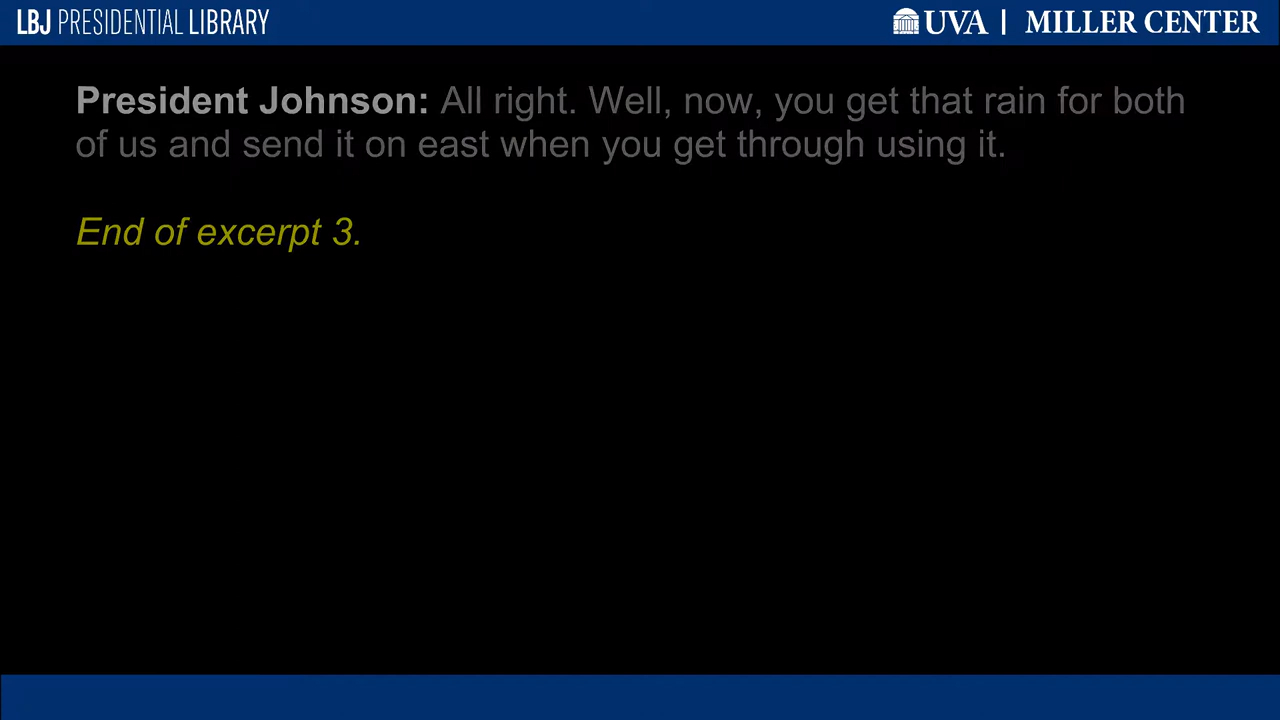 LBJ PRESIDENTIAL LIBRARY
UVA | MILLER CENTER
President Johnson: All right. Well, now, you get that rain for both
of us and send it on east when you get through using it.
End of excerpt 3.